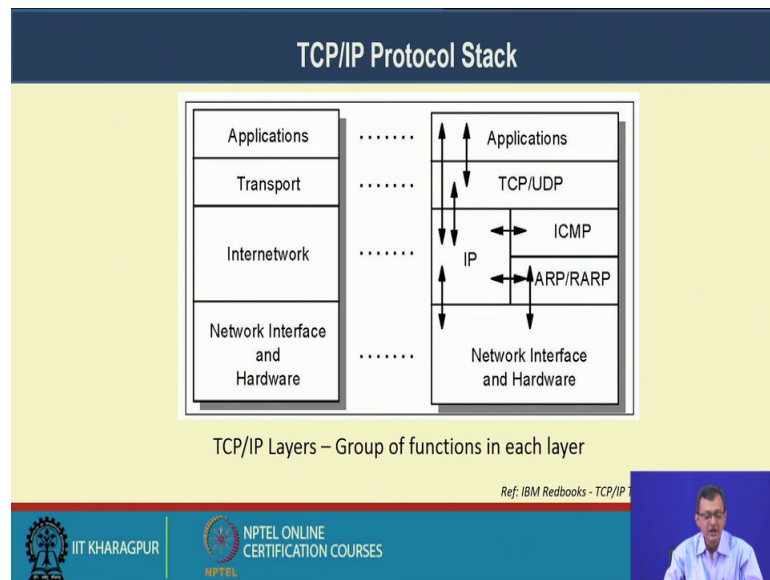 TCP/IP Protocol Stack
Applications
Transport
Internetwork
Network Interface
and
Hardware
Applications
TCP/UDP
IP
ICMP
ARP/RARP
Network Interface
and Hardware
TCP/IP Layers – Group of functions in each layer
Ref: IBM Redbooks - TCP/IP
IIT KHARAGPUR
NPTEL
NPTEL ONLINE
CERTIFICATION COURSES